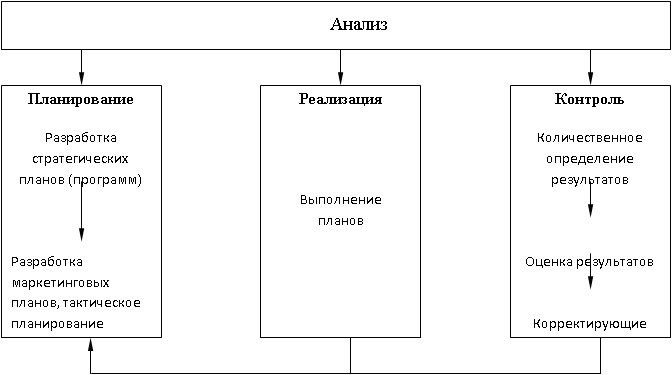 Анализ
Планирование
Разработка
стратегических
планов (программ)
Разработка
маркетинговых
планов, тактическое
планирование
Реализация
Выполнение
планов
Контроль
Количественное
определение
результатов
Оценка результатов
Корректирующие